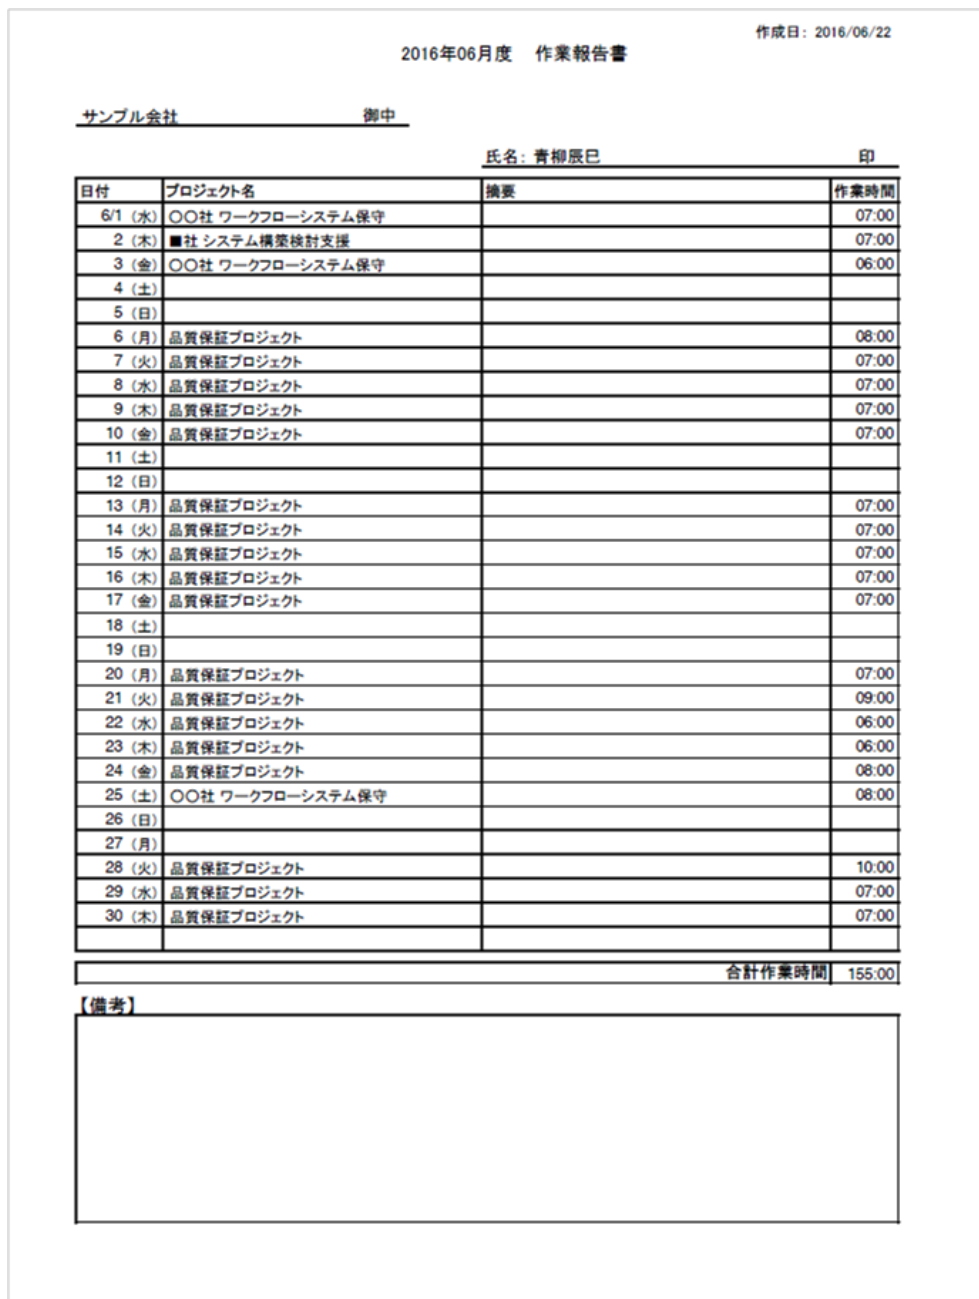 作成日: 2016/06/22
2016年06月度 作業報告書
サンプル会社 御中
氏名: 青柳辰巳 印
日付 プロジェクト名 摘要 作業時間
6/1 (水) 〇〇社 ワークフローシステム保守 07:00
2 (木) ■社 システム構築検討支援 07:00
3 (金) 〇〇社 ワークフローシステム保守 06:00
4 (土)
5 (日)
6 (月) 品質保証プロジェクト 08:00
7 (火) 品質保証プロジェクト 07:00
8 (水) 品質保証プロジェクト 07:00
9 (木) 品質保証プロジェクト 07:00
10 (金) 品質保証プロジェクト 07:00
11 (土)
12 (日)
13 (月) 品質保証プロジェクト 07:00
14 (火) 品質保証プロジェクト 07:00
15 (水) 品質保証プロジェクト 07:00
16 (木) 品質保証プロジェクト 07:00
17 (金) 品質保証プロジェクト 07:00
18 (土)
19 (日)
20 (月) 品質保証プロジェクト 07:00
21 (火) 品質保証プロジェクト 09:00
22 (水) 品質保証プロジェクト 06:00
23 (木) 品質保証プロジェクト 06:00
24 (金) 品質保証プロジェクト 08:00
25 (土) 〇〇社 ワークフローシステム保守 08:00
26 (日)
27 (月)
28 (火) 品質保証プロジェクト 10:00
29 (水) 品質保証プロジェクト 07:00
30 (木) 品質保証プロジェクト 07:00
合計作業時間 155:00
【備考】